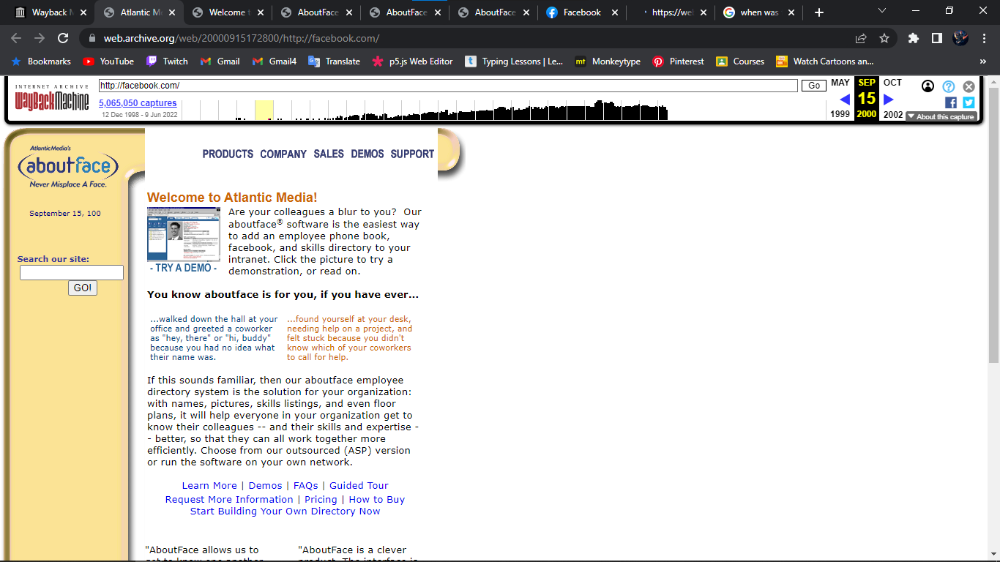 Wayback M
Atlantic Me
Welcome t
AboutFace
AboutFace
AboutFace
Facebook
https://wel
when was
web.archive.org/web/20000915172800/http://facebook.com/
Bookmarks
YouTube
Twitch
Gmail
Gmail4
Translate
p5.js Web Editor
Typing Lessons | Le...
mt
Monkeytype
Pinterest
Courses
Watch Cartoons an...
»
INTERNET ARCHIVE
WayBackMachine
http://facebook.com/
Go
5,065,050 captures
12 Dec 1998 - 9 Jun 2022
MAY SEP OCT
15
1999 2000 2002
▼ About this capture
AtlanticMedia's
aboutface
Never Misplace A Face.
September 15, 100
Search our site:
GO!
PRODUCTS COMPANY SALES DEMOS SUPPORT
Welcome to Atlantic Media!
Are your colleagues a blur to you? Our
aboutface® software is the easiest way
to add an employee phone book,
facebook, and skills directory to your
intranet. Click the picture to try a
demonstration, or read on.
- TRY A DEMO -
You know aboutface is for you, if you have ever...
...walked down the hall at your
office and greeted a coworker
as "hey, there" or "hi, buddy"
because you had no idea what
their name was.
...found yourself at your desk,
needing help on a project, and
felt stuck because you didn't
know which of your coworkers
to call for help.
If this sounds familiar, then our aboutface employee
directory system is the solution for your organization:
with names, pictures, skills listings, and even floor
plans, it will help everyone in your organization get to
know their colleagues -- and their skills and expertise -
- better, so that they can all work together more
efficiently. Choose from our outsourced (ASP) version
or run the software on your own network.
Learn More | Demos | FAQs | Guided Tour
Request More Information | Pricing | How to Buy
Start Building Your Own Directory Now
"AboutFace allows us to
"AboutFace is a clever